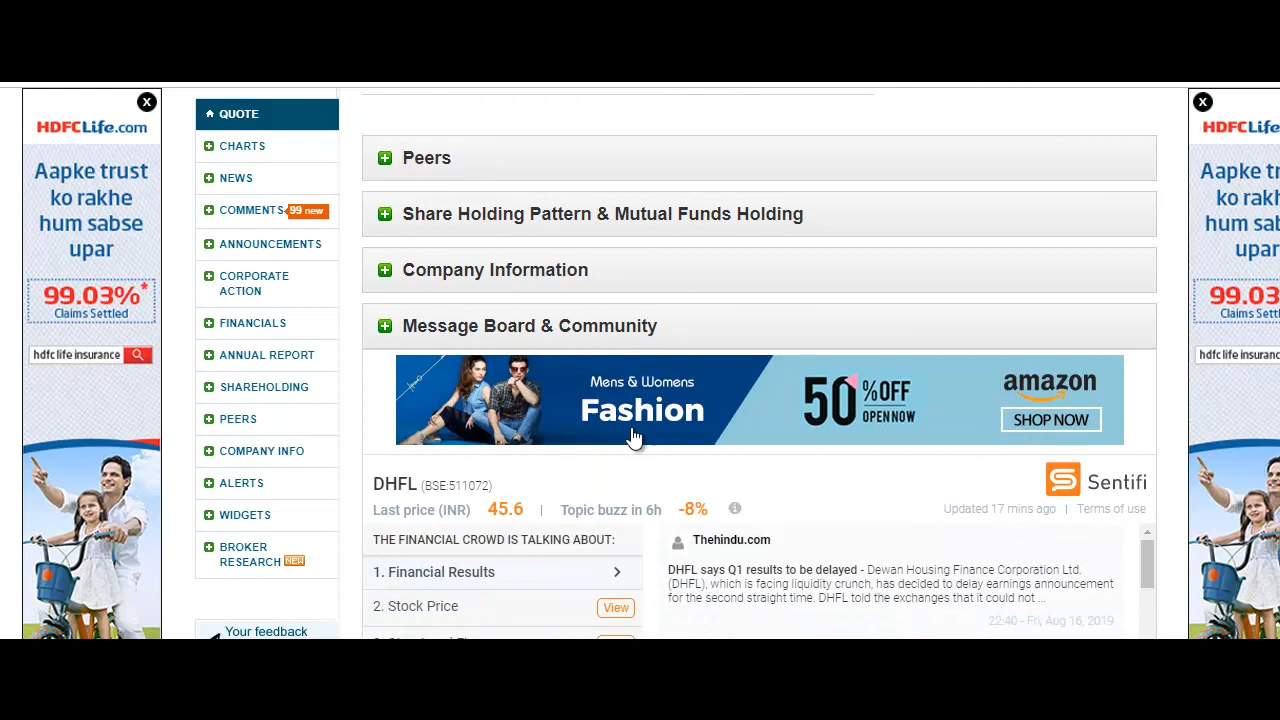 X
HDFCLife.com
Aapke trust
ko rakhe
hum sabse
upar
99.03%*
Claims Settled
hdfc life insurance
QUOTE
CHARTS
NEWS
COMMENTS 99 new
ANNOUNCEMENTS
CORPORATE
ACTION
FINANCIALS
ANNUAL REPORT
SHAREHOLDING
PEERS
COMPANY INFO
ALERTS
WIDGETS
BROKER
RESEARCH NEW
Your feedback
Peers
Share Holding Pattern & Mutual Funds Holding
Company Information
Message Board & Community
Mens & Womens
Fashion
50 %OFF
OPEN NOW
amazon
SHOP NOW
DHFL (BSE:511072)
Sentifi
Last price (INR) 45.6 | Topic buzz in 6h -8%
Updated 17 mins ago | Terms of use
THE FINANCIAL CROWD IS TALKING ABOUT:
1. Financial Results
2. Stock Price View
Thehindu.com
DHFL says Q1 results to be delayed - Dewan Housing Finance Corporation Ltd.
(DHFL), which is facing liquidity crunch, has decided to delay earnings announcement
for the second straight time. DHFL told the exchanges that it could not ...
22:40 - Fri, Aug 16, 2019
X
HDFCLife
Aapke tr
ko rak
hum sab
upar
99.03
Claims Settl
hdfc life insuranc